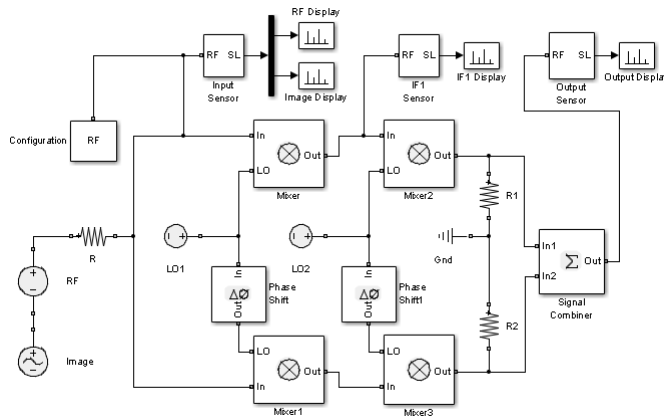 RF Display
RF SL
Input
Sensor
Image Display
RF SL
IF1
Sensor
IF1 Display
RF SL
Output
Sensor
Output Display
Configuration
RF
In
LO
Out
Mixer
In
LO
Out
Mixer2
R
LO1
LO2
R1
Gnd
In1
In2
Σ
Out
Signal
Combiner
RF
Image
In
ΔØ
Out
Phase
Shift
In
ΔØ
Out
Phase
Shift1
R2
LO
In
Out
Mixer1
LO
In
Out
Mixer3